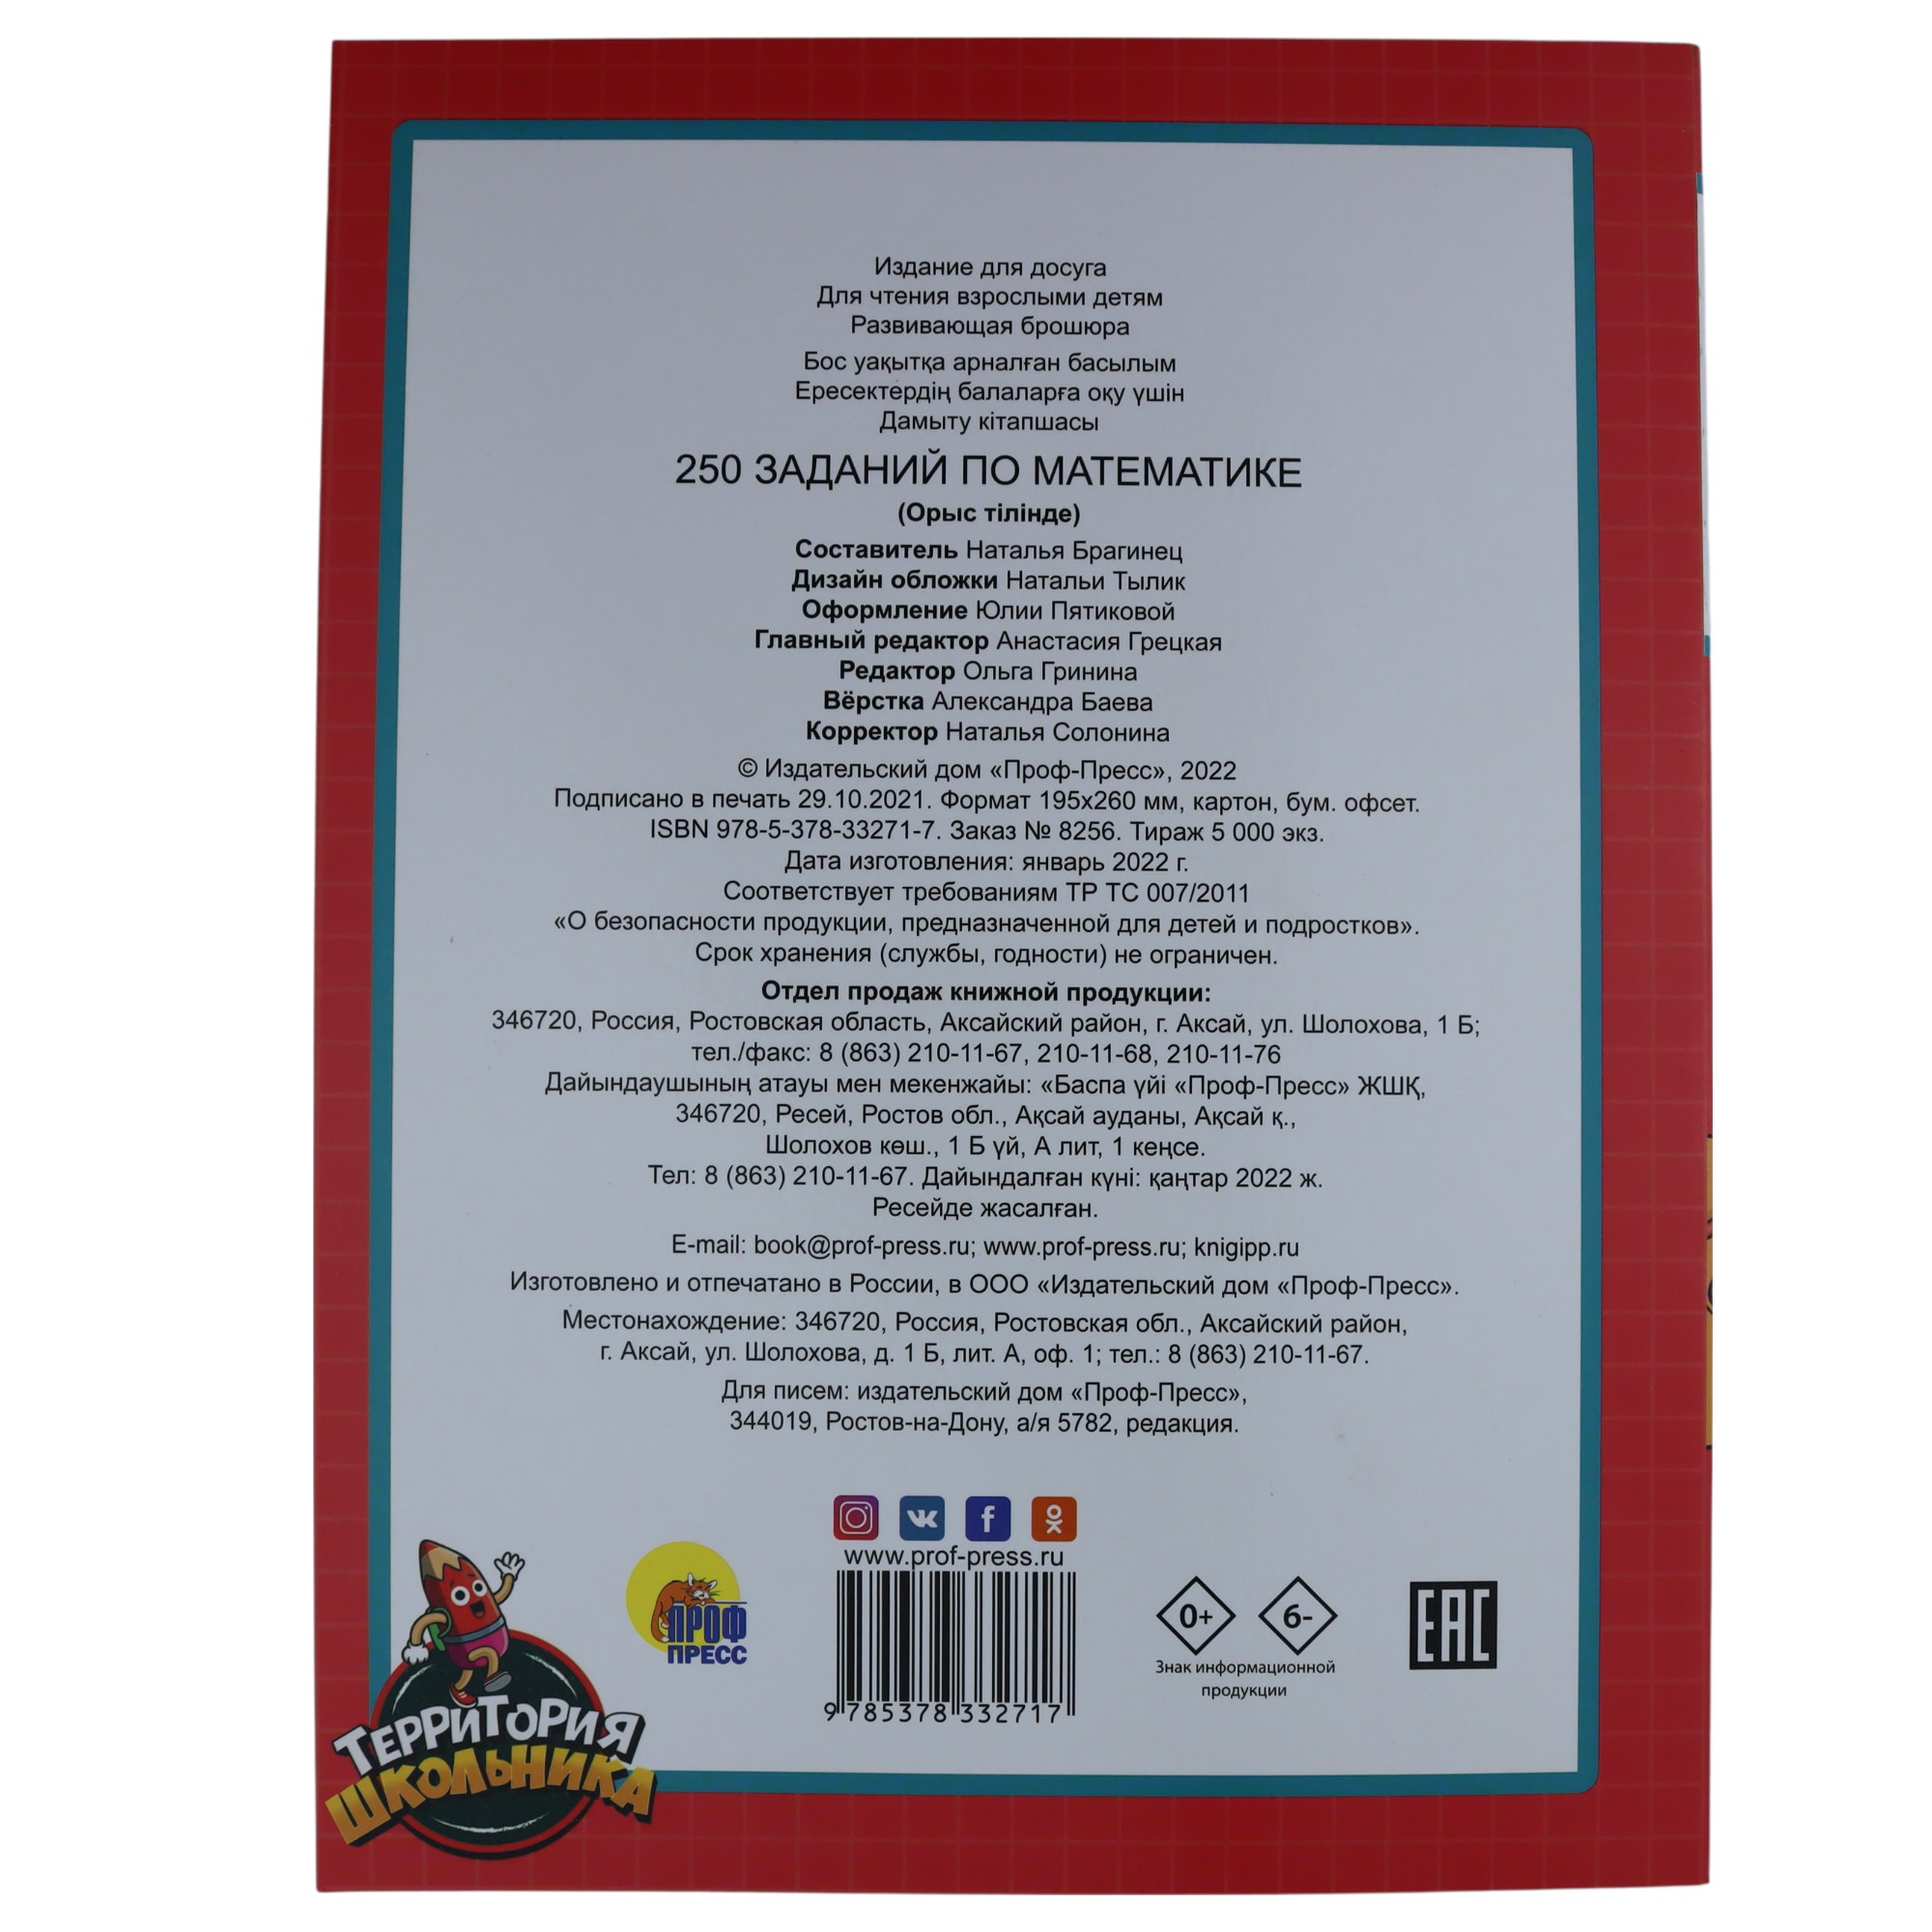 Издание для досуга
Для чтения взрослыми детям
Развивающая брошюра
Бос уақытқа арналған басылым
Ересектердің балаларға оқу үшін
Дамыту кітапшасы
250 ЗАДАНИЙ ПО МАТЕМАТИКЕ
(Орыс тілінде)
Составитель Наталья Брагинец
Дизайн обложки Натальи Тылик
Оформление Юлии Пятиковой
Главный редактор Анастасия Грецкая
Редактор Ольга Гринина
Вёрстка Александра Баева
Корректор Наталья Солонина
© Издательский дом «Проф-Пресс», 2022
Подписано в печать 29.10.2021. Формат 195х260 мм, картон, бум. офсет.
ISBN 978-5-378-33271-7. Заказ № 8256. Тираж 5 000 экз.
Дата изготовления: январь 2022 г.
Соответствует требованиям ТР ТС 007/2011
«О безопасности продукции, предназначенной для детей и подростков».
Срок хранения (службы, годности) не ограничен.
Отдел продаж книжной продукции:
346720, Россия, Ростовская область, Аксайский район, г. Аксай, ул. Шолохова, 1 Б;
тел./факс: 8 (863) 210-11-67, 210-11-68, 210-11-76
Дайындаушының атауы мен мекенжайы: «Баспа үйі «Проф-Пресс» ЖШҚ,
346720, Ресей, Ростов обл., Ақсай ауданы, Ақсай қ.,
Шолохов көш., 1 Б үй, А лит, 1 кеңсе.
Тел: 8 (863) 210-11-67. Дайындалған күні: қаңтар 2022 ж.
Ресейде жасалған.
E-mail: book@prof-press.ru; www.prof-press.ru; knigipp.ru
Изготовлено и отпечатано в России, в ООО «Издательский дом «Проф-Пресс».
Местонахождение: 346720, Россия, Ростовская обл., Аксайский район,
г. Аксай, ул. Шолохова, д. 1 Б, лит. А, оф. 1; тел.: 8 (863) 210-11-67.
Для писем: издательский дом «Проф-Пресс»,
344019, Ростов-на-Дону, а/я 5782, редакция.
www.prof-press.ru
ПРОФ
ПРЕСС
9 785378 332717
0+ 6-
Знак информационной
продукции
EAC
ТЕРРИТОРИЯ
ШКОЛЬНИКА